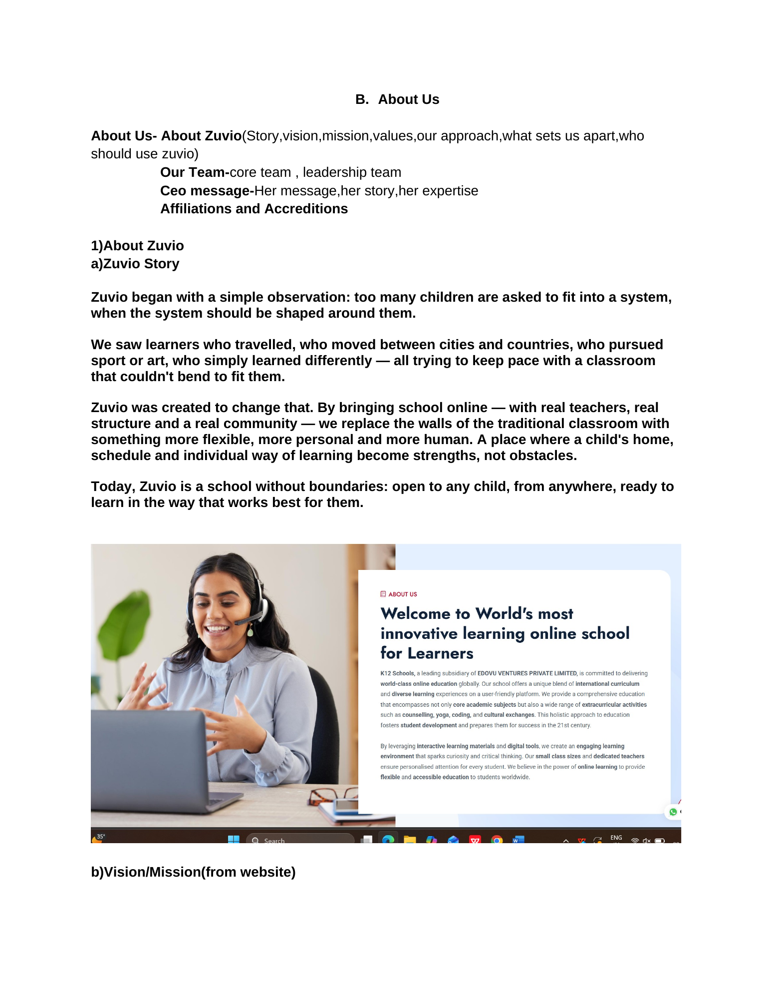 B. About Us
About Us- About Zuvio(Story,vision,mission,values,our approach,what sets us apart,who
should use zuvio)
Our Team-core team , leadership team
Ceo message-Her message,her story,her expertise
Affiliations and Accreditions
1)About Zuvio
a)Zuvio Story
Zuvio began with a simple observation: too many children are asked to fit into a system,
when the system should be shaped around them.
We saw learners who travelled, who moved between cities and countries, who pursued
sport or art, who simply learned differently — all trying to keep pace with a classroom
that couldn't bend to fit them.
Zuvio was created to change that. By bringing school online — with real teachers, real
structure and a real community — we replace the walls of the traditional classroom with
something more flexible, more personal and more human. A place where a child's home,
schedule and individual way of learning become strengths, not obstacles.
Today, Zuvio is a school without boundaries: open to any child, from anywhere, ready to
learn in the way that works best for them.
ABOUT US
Welcome to World's most
innovative learning online school
for Learners
K12 Schools, a leading subsidiary of EDOVU VENTURES PRIVATE LIMITED, is committed to delivering
world-class online education globally. Our school offers a unique blend of international curriculum
and diverse learning experiences on a user-friendly platform. We provide a comprehensive education
that encompasses not only core academic subjects but also a wide range of extracurricular activities
such as counselling, yoga, coding, and cultural exchanges. This holistic approach to education
fosters student development and prepares them for success in the 21st century.
By leveraging interactive learning materials and digital tools, we create an engaging learning
environment that sparks curiosity and critical thinking. Our small class sizes and dedicated teachers
ensure personalised attention for every student. We believe in the power of online learning to provide
flexible and accessible education to students worldwide.
35°
Search
ENG
b)Vision/Mission(from website)